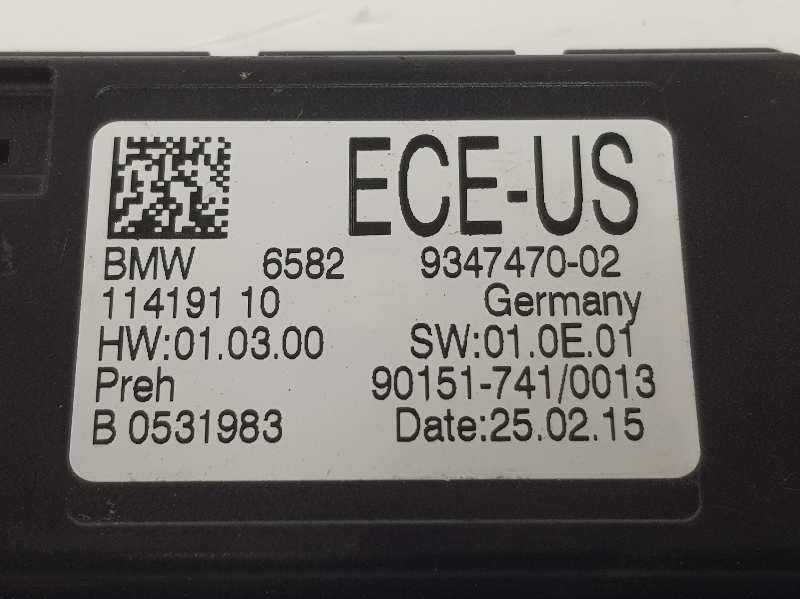 ECE-US
BMW 6582 9347470-02
114191 10 Germany
HW:01.03.00 SW:01.0E.01
Preh 90151-741/0013
B 0531983 Date:25.02.15